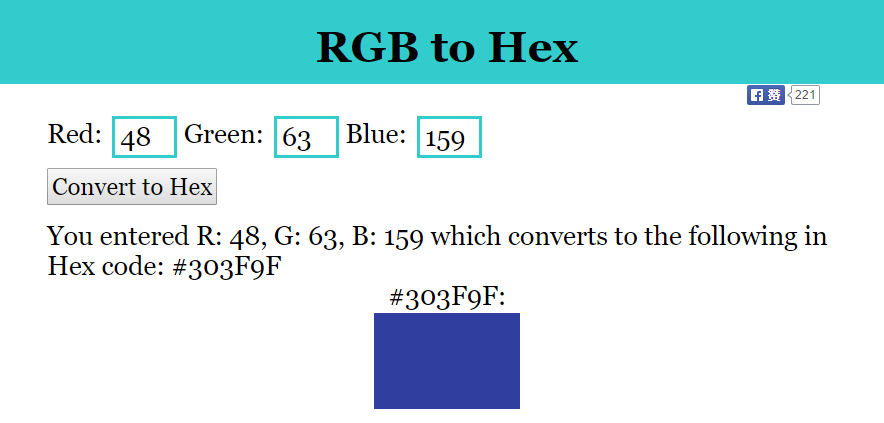 RGB to Hex
赞 221
Red: 48 Green: 63 Blue: 159
Convert to Hex
You entered R: 48, G: 63, B: 159 which converts to the following in
Hex code: #303F9F
#303F9F: